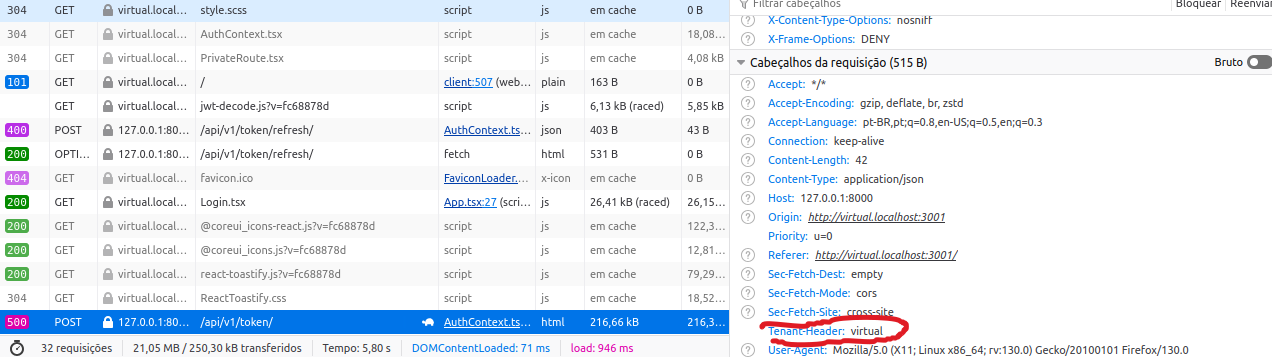 304 GET virtual.local… style.scss script js em cache 0 B
304 GET virtual.local… AuthContext.tsx script js em cache 18,08…
304 GET virtual.local… PrivateRoute.tsx script js em cache 4,08 kB
101 GET virtual.local… / client:507 (web… plain 163 B 0 B
GET virtual.local… jwt-decode.js?v=fc68878d script js 6,13 kB (raced) 5,85 kB
400 POST 127.0.0.1:80… /api/v1/token/refresh/ AuthContext.ts… json 403 B 43 B
200 OPTI… 127.0.0.1:80… /api/v1/token/refresh/ fetch html 531 B 0 B
404 GET virtual.local… favicon.ico FaviconLoader.… x-icon em cache 0 B
200 GET virtual.local… Login.tsx App.tsx:27 (scri… js 26,41 kB (raced) 26,15…
200 GET virtual.local… @coreui_icons-react.js?v=fc68878d script js em cache 122,3…
200 GET virtual.local… @coreui_icons.js?v=fc68878d script js em cache 12,81…
200 GET virtual.local… react-toastify.js?v=fc68878d script js em cache 79,29…
304 GET virtual.local… ReactToastify.css script js em cache 18,52…
500 POST 127.0.0.1:80… /api/v1/token/ AuthContext.ts… html 216,66 kB 216,3…
32 requisições 21,05 MB / 250,30 kB transferidos Tempo: 5,80 s DOMContentLoaded: 71 ms load: 946 ms
Filtrar cabeçalhos Bloquear Reenviar
X-Content-Type-Options: nosniff
X-Frame-Options: DENY
Cabeçalhos da requisição (515 B) Bruto
Accept: */*
Accept-Encoding: gzip, deflate, br, zstd
Accept-Language: pt-BR,pt;q=0.8,en-US;q=0.5,en;q=0.3
Connection: keep-alive
Content-Length: 42
Content-Type: application/json
Host: 127.0.0.1:8000
Origin: http://virtual.localhost:3001
Priority: u=0
Referer: http://virtual.localhost:3001/
Sec-Fetch-Dest: empty
Sec-Fetch-Mode: cors
Sec-Fetch-Site: cross-site
Tenant-Header: virtual
User-Agent: Mozilla/5.0 (X11; Linux x86_64; rv:130.0) Gecko/20100101 Firefox/130.0